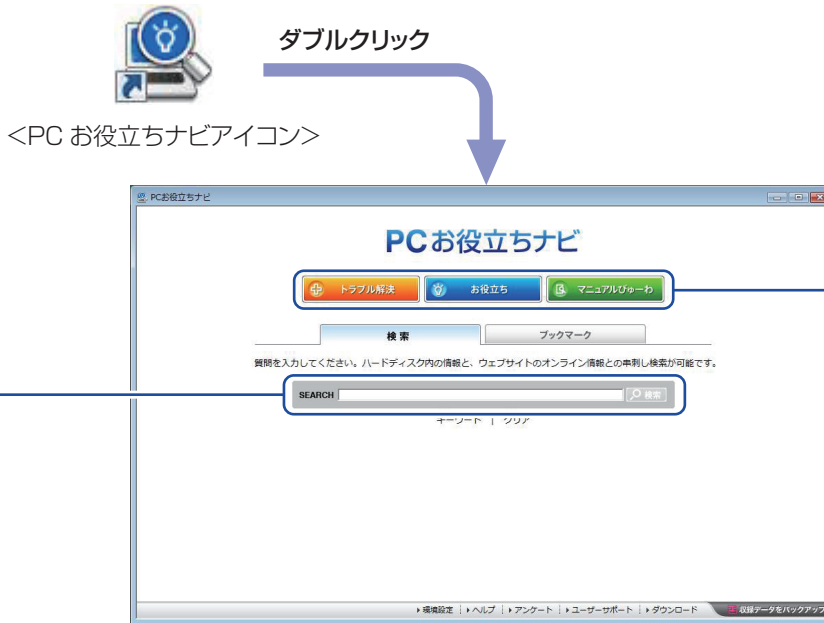 ダブルクリック
＜PC お役立ちナビアイコン＞
PCお役立ちナビ
PCお役立ちナビ
トラブル解決 お役立ち マニュアルびゅーわ
検索 ブックマーク
質問を入力してください。ハードディスク内の情報と、ウェブサイトのオンライン情報との串刺し検索が可能です。
SEARCH 検索
キーワード | クリア
環境設定 ヘルプ アンケート ユーザーサポート ダウンロード 収録データをバックアップ